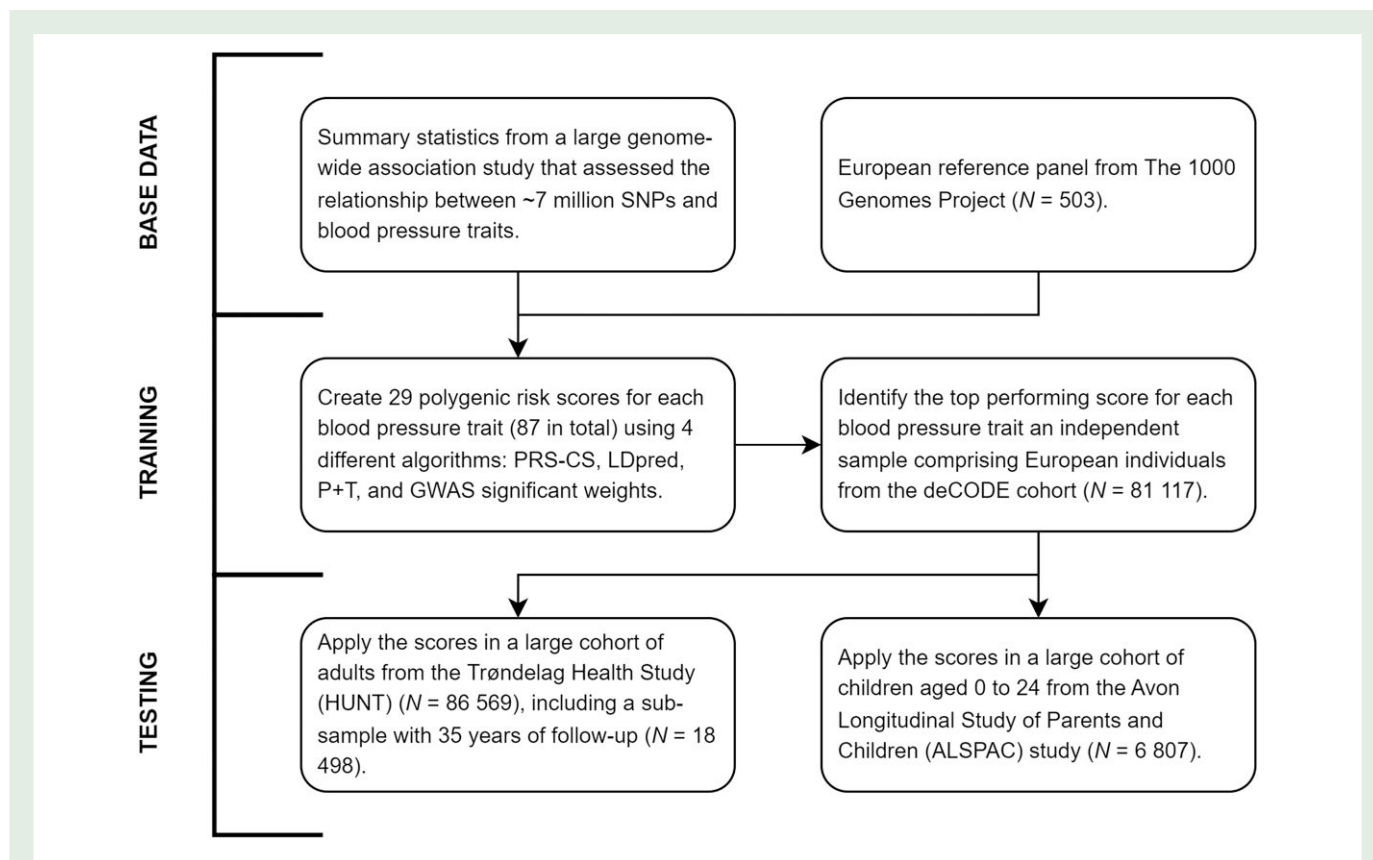 BASE DATA
Summary statistics from a large genome-
wide association study that assessed the
relationship between ~7 million SNPs and
blood pressure traits.
European reference panel from The 1000
Genomes Project (N = 503).
TRAINING
Create 29 polygenic risk scores for each
blood pressure trait (87 in total) using 4
different algorithms: PRS-CS, LDpred,
P+T, and GWAS significant weights.
Identify the top performing score for each
blood pressure trait an independent
sample comprising European individuals
from the deCODE cohort (N = 81 117).
TESTING
Apply the scores in a large cohort of
adults from the Trøndelag Health Study
(HUNT) (N = 86 569), including a sub-
sample with 35 years of follow-up (N = 18
498).
Apply the scores in a large cohort of
children aged 0 to 24 from the Avon
Longitudinal Study of Parents and
Children (ALSPAC) study (N = 6 807).